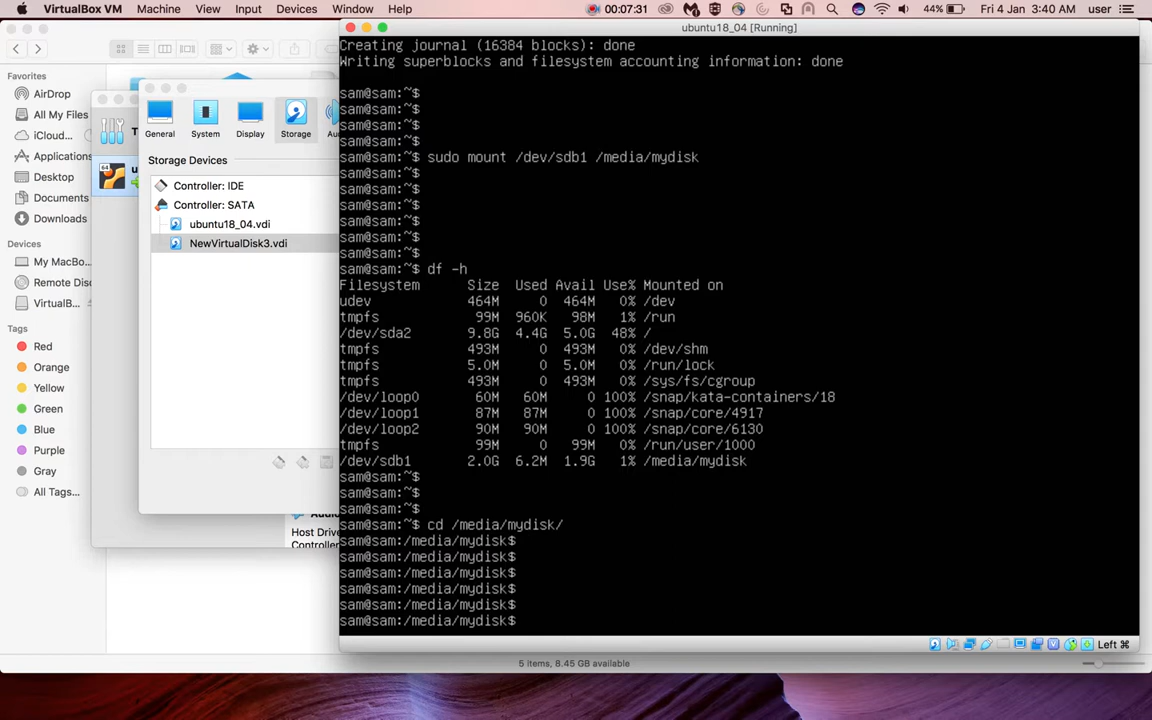 VirtualBox VM Machine View Input Devices Window Help 00:07:31 44% Fri 4 Jan 3:40 AM user
ubuntu18_04 [Running]
Favorites
AirDrop
All My Files
iCloud...
Applications
Desktop
Documents
Downloads
Devices
My MacBo...
Remote Disc
VirtualB...
Tags
Red
Orange
Yellow
Green
Blue
Purple
Gray
All Tags...
General System Display Storage
Storage Devices
Controller: IDE
Controller: SATA
ubuntu18_04.vdi
NewVirtualDisk3.vdi
Host Drive
Controller
Creating journal (16384 blocks): done
Writing superblocks and filesystem accounting information: done
sam@sam:~$
sam@sam:~$
sam@sam:~$
sam@sam:~$
sam@sam:~$ sudo mount /dev/sdb1 /media/mydisk
sam@sam:~$
sam@sam:~$
sam@sam:~$
sam@sam:~$
sam@sam:~$
sam@sam:~$
sam@sam:~$ df -h
Filesystem Size Used Avail Use% Mounted on
udev 464M 0 464M 0% /dev
tmpfs 99M 960K 98M 1% /run
/dev/sda2 9.8G 4.4G 5.0G 48% /
tmpfs 493M 0 493M 0% /dev/shm
tmpfs 5.0M 0 5.0M 0% /run/lock
tmpfs 493M 0 493M 0% /sys/fs/cgroup
/dev/loop0 60M 60M 0 100% /snap/kata-containers/18
/dev/loop1 87M 87M 0 100% /snap/core/4917
/dev/loop2 90M 90M 0 100% /snap/core/6130
tmpfs 99M 0 99M 0% /run/user/1000
/dev/sdb1 2.0G 6.2M 1.9G 1% /media/mydisk
sam@sam:~$
sam@sam:~$
sam@sam:~$
sam@sam:~$ cd /media/mydisk/
sam@sam:/media/mydisk$
sam@sam:/media/mydisk$
sam@sam:/media/mydisk$
sam@sam:/media/mydisk$
sam@sam:/media/mydisk$
sam@sam:/media/mydisk$
Left ⌘
5 items, 8.45 GB available